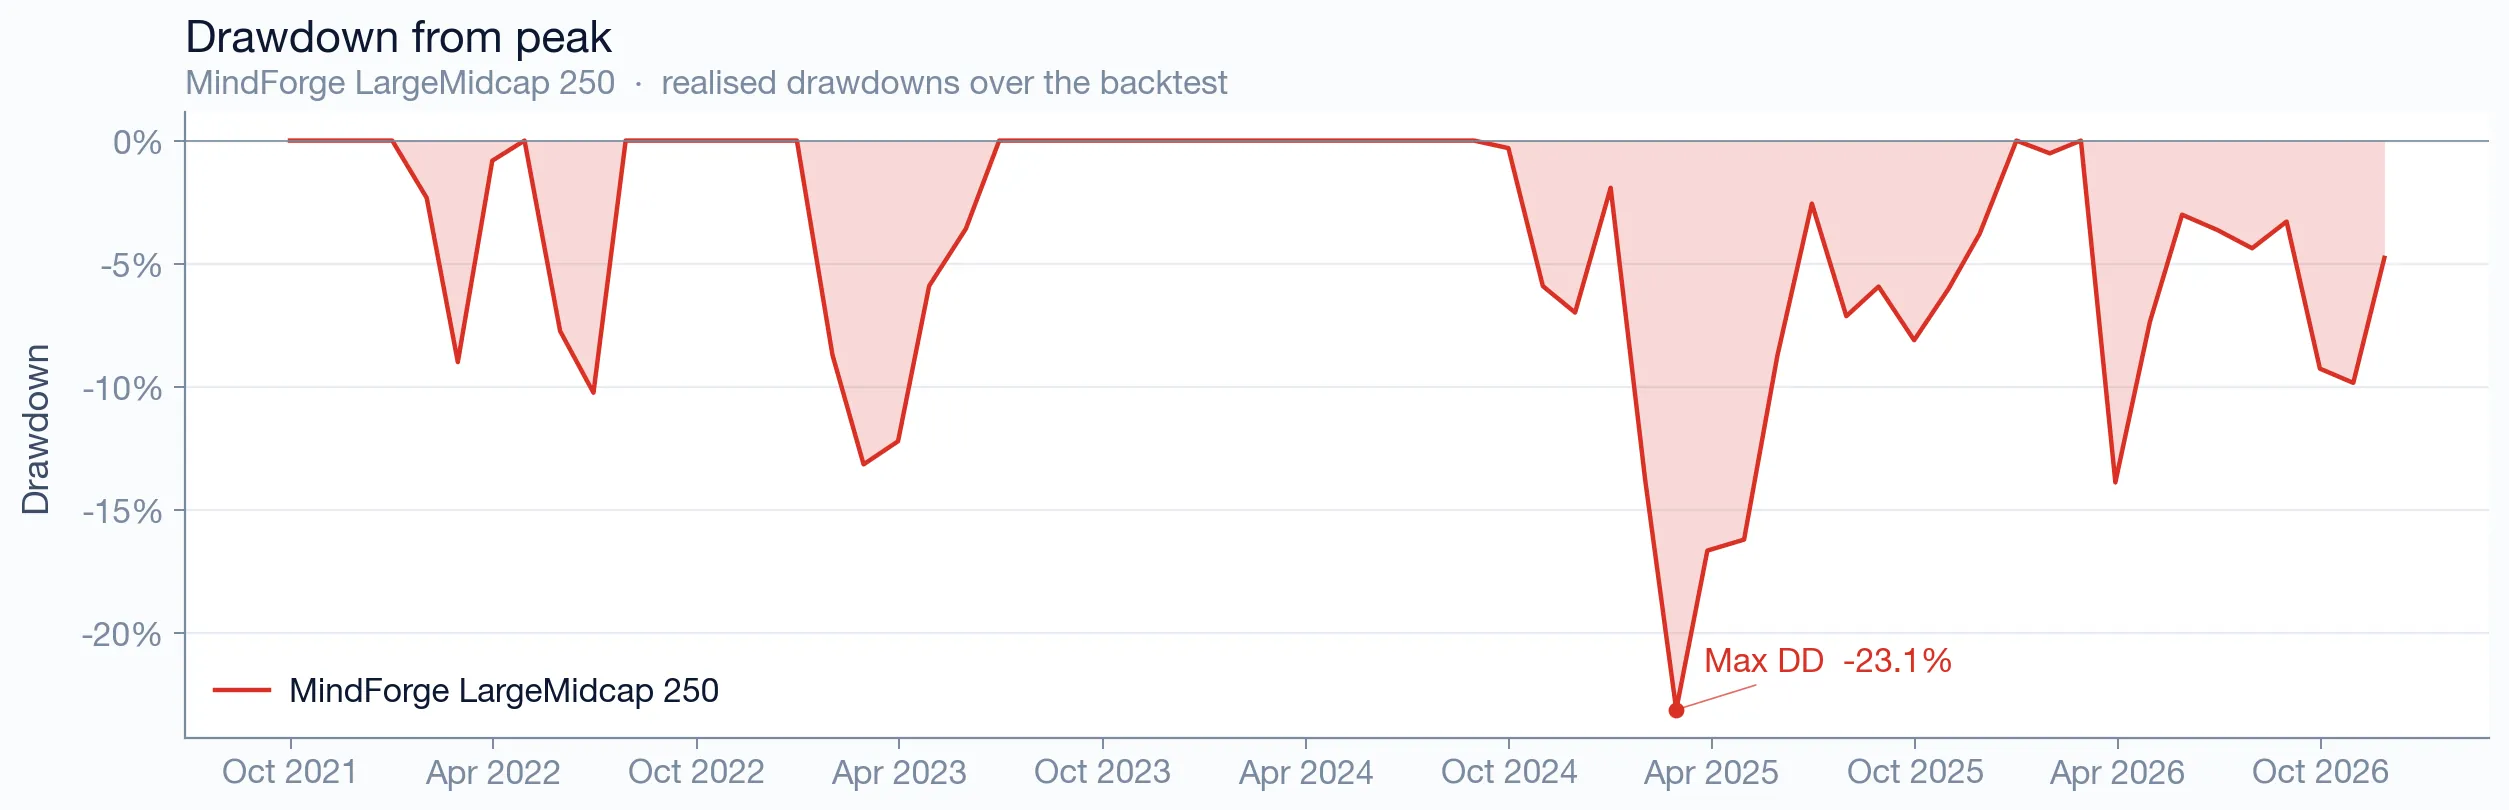 Drawdown from peak
MindForge LargeMidcap 250 · realised drawdowns over the backtest
0%
-5%
-10%
-15%
-20%
Drawdown
Max DD -23.1%
MindForge LargeMidcap 250
Oct 2021 Apr 2022 Oct 2022 Apr 2023 Oct 2023 Apr 2024 Oct 2024 Apr 2025 Oct 2025 Apr 2026 Oct 2026